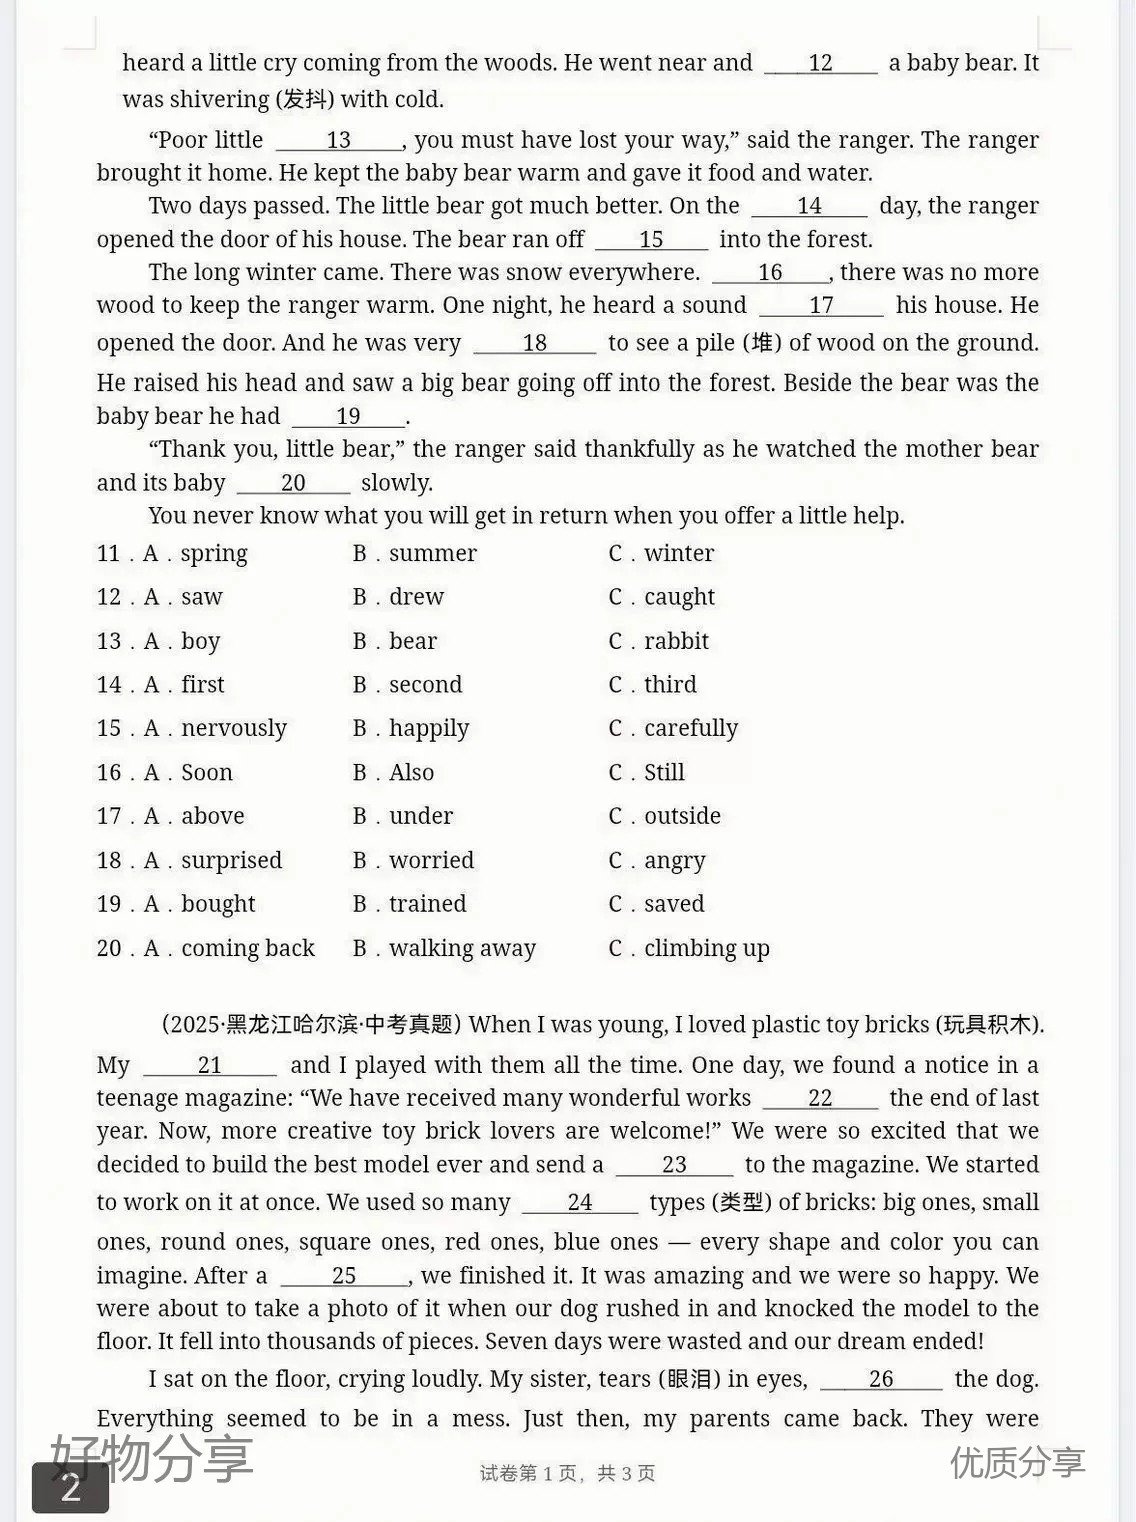 heard a little cry coming from the woods. He went near and 12 a baby bear. It
was shivering (发抖) with cold.
“Poor little 13, you must have lost your way,” said the ranger. The ranger
brought it home. He kept the baby bear warm and gave it food and water.
Two days passed. The little bear got much better. On the 14 day, the ranger
opened the door of his house. The bear ran off 15 into the forest.
The long winter came. There was snow everywhere. 16, there was no more
wood to keep the ranger warm. One night, he heard a sound 17 his house. He
opened the door. And he was very 18 to see a pile (堆) of wood on the ground.
He raised his head and saw a big bear going off into the forest. Beside the bear was the
baby bear he had 19.
“Thank you, little bear,” the ranger said thankfully as he watched the mother bear
and its baby 20 slowly.
You never know what you will get in return when you offer a little help.
11．A．spring B．summer C．winter
12．A．saw B．drew C．caught
13．A．boy B．bear C．rabbit
14．A．first B．second C．third
15．A．nervously B．happily C．carefully
16．A．Soon B．Also C．Still
17．A．above B．under C．outside
18．A．surprised B．worried C．angry
19．A．bought B．trained C．saved
20．A．coming back B．walking away C．climbing up
（2025·黑龙江哈尔滨·中考真题）When I was young, I loved plastic toy bricks (玩具积木).
My 21 and I played with them all the time. One day, we found a notice in a
teenage magazine: “We have received many wonderful works 22 the end of last
year. Now, more creative toy brick lovers are welcome!” We were so excited that we
decided to build the best model ever and send a 23 to the magazine. We started
to work on it at once. We used so many 24 types (类型) of bricks: big ones, small
ones, round ones, square ones, red ones, blue ones — every shape and color you can
imagine. After a 25, we finished it. It was amazing and we were so happy. We
were about to take a photo of it when our dog rushed in and knocked the model to the
floor. It fell into thousands of pieces. Seven days were wasted and our dream ended!
I sat on the floor, crying loudly. My sister, tears (眼泪) in eyes, 26 the dog.
Everything seemed to be in a mess. Just then, my parents came back. They were
好物分享
优质分享
试卷第 1 页，共 3 页
2